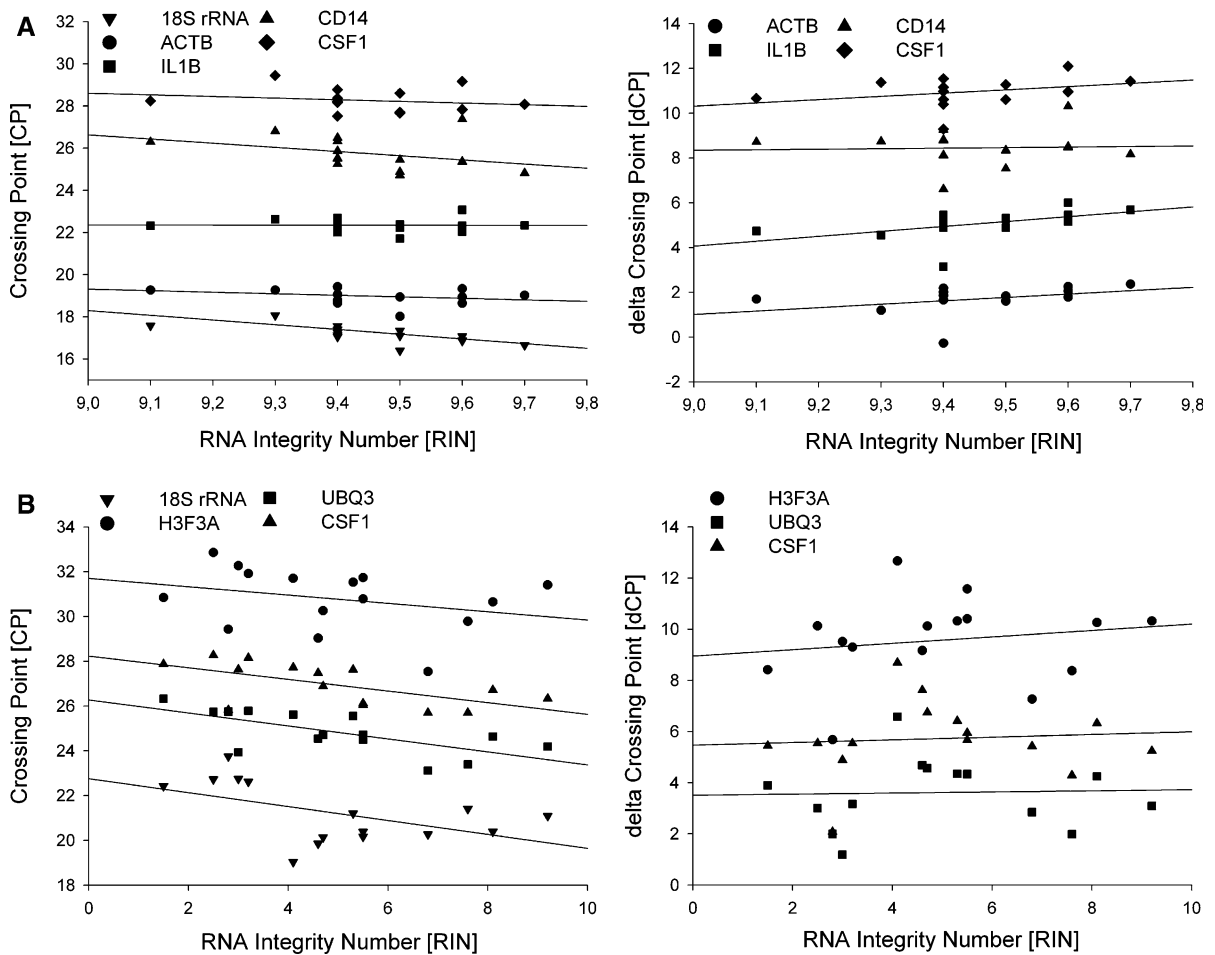 A
18S rRNA
CD14
ACTB
CSF1
IL1B
Crossing Point [CP]
32
30
28
26
24
22
20
18
16
9,0 9,1 9,2 9,3 9,4 9,5 9,6 9,7 9,8
RNA Integrity Number [RIN]
ACTB
CD14
IL1B
CSF1
delta Crossing Point [dCP]
14
12
10
8
6
4
2
0
-2
9,0 9,1 9,2 9,3 9,4 9,5 9,6 9,7 9,8
RNA Integrity Number [RIN]
B
18S rRNA
UBQ3
H3F3A
CSF1
Crossing Point [CP]
34
32
30
28
26
24
22
20
18
0 2 4 6 8 10
RNA Integrity Number [RIN]
H3F3A
UBQ3
CSF1
delta Crossing Point [dCP]
14
12
10
8
6
4
2
0
0 2 4 6 8 10
RNA Integrity Number [RIN]